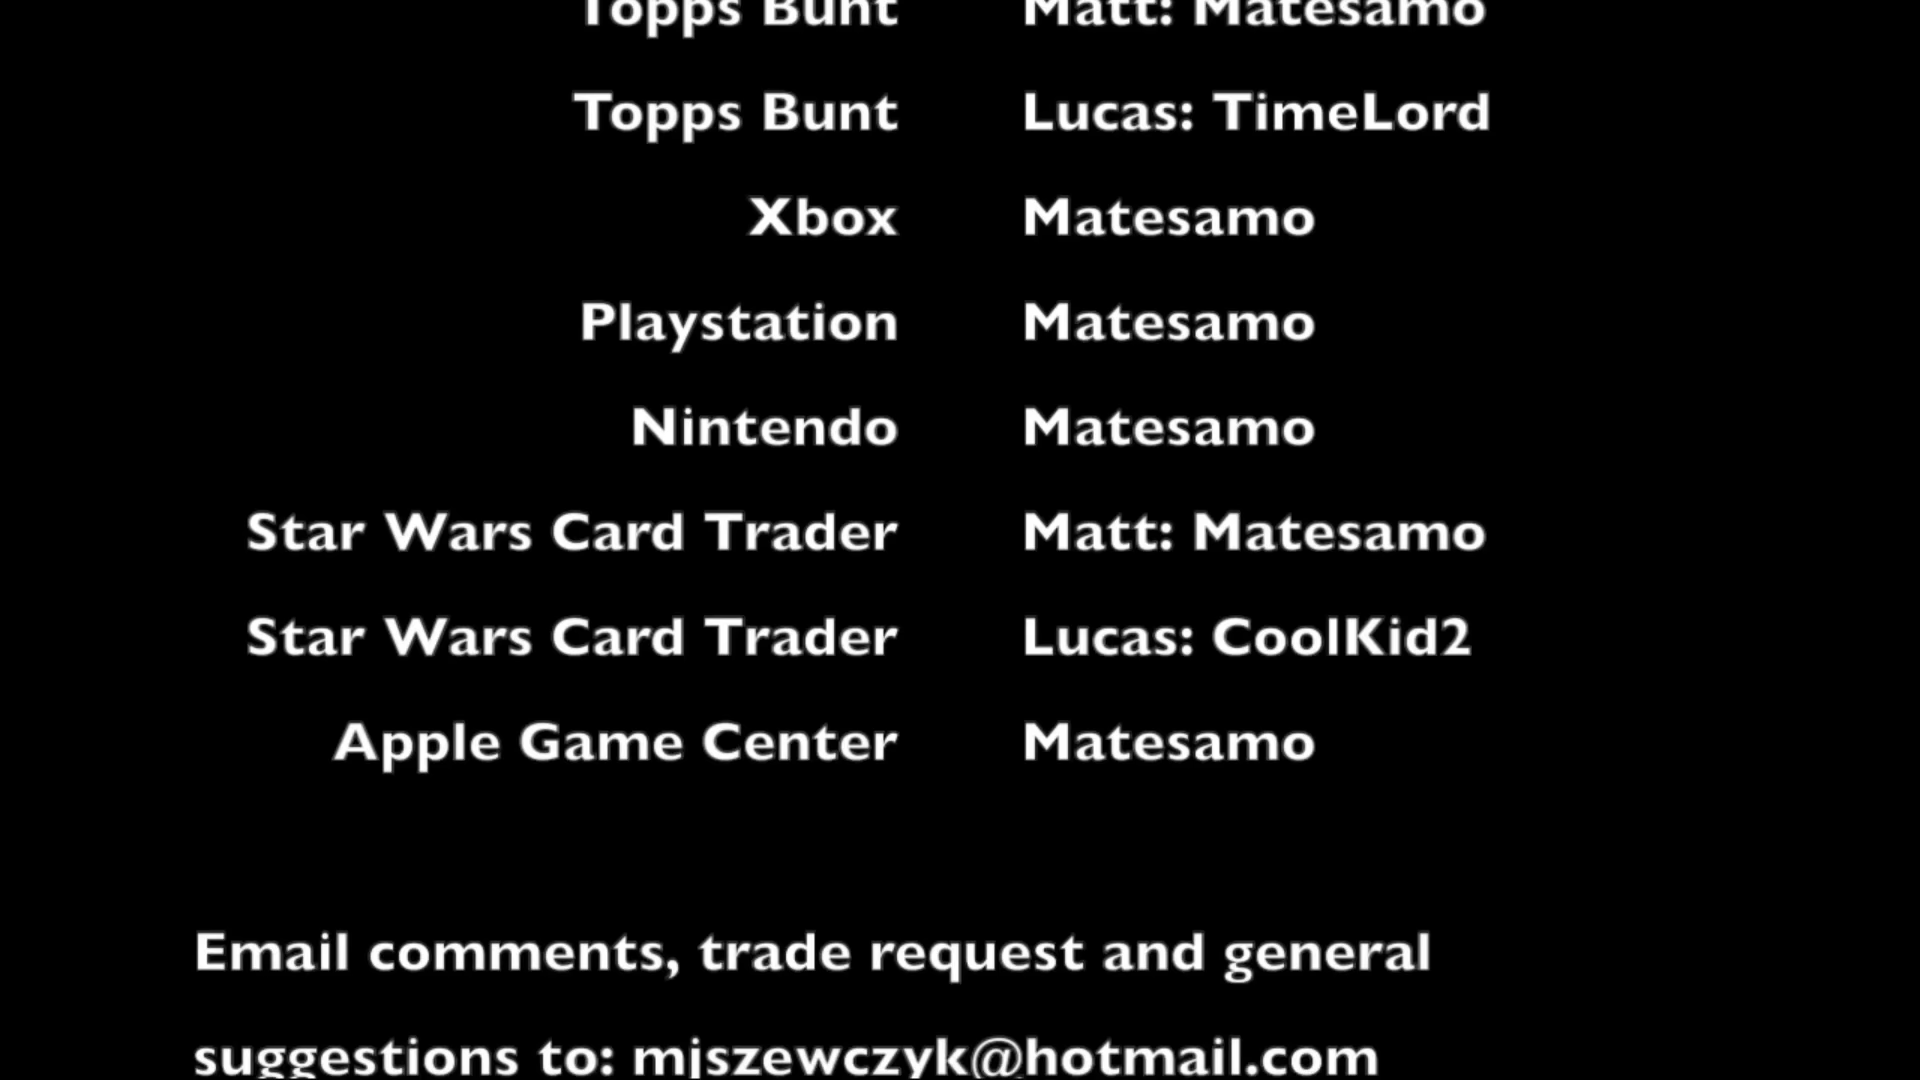 Topps Bunt Matt: Matesamo
Topps Bunt Lucas: TimeLord
Xbox Matesamo
Playstation Matesamo
Nintendo Matesamo
Star Wars Card Trader Matt: Matesamo
Star Wars Card Trader Lucas: CoolKid2
Apple Game Center Matesamo
Email comments, trade request and general
suggestions to: mjszewczyk@hotmail.com